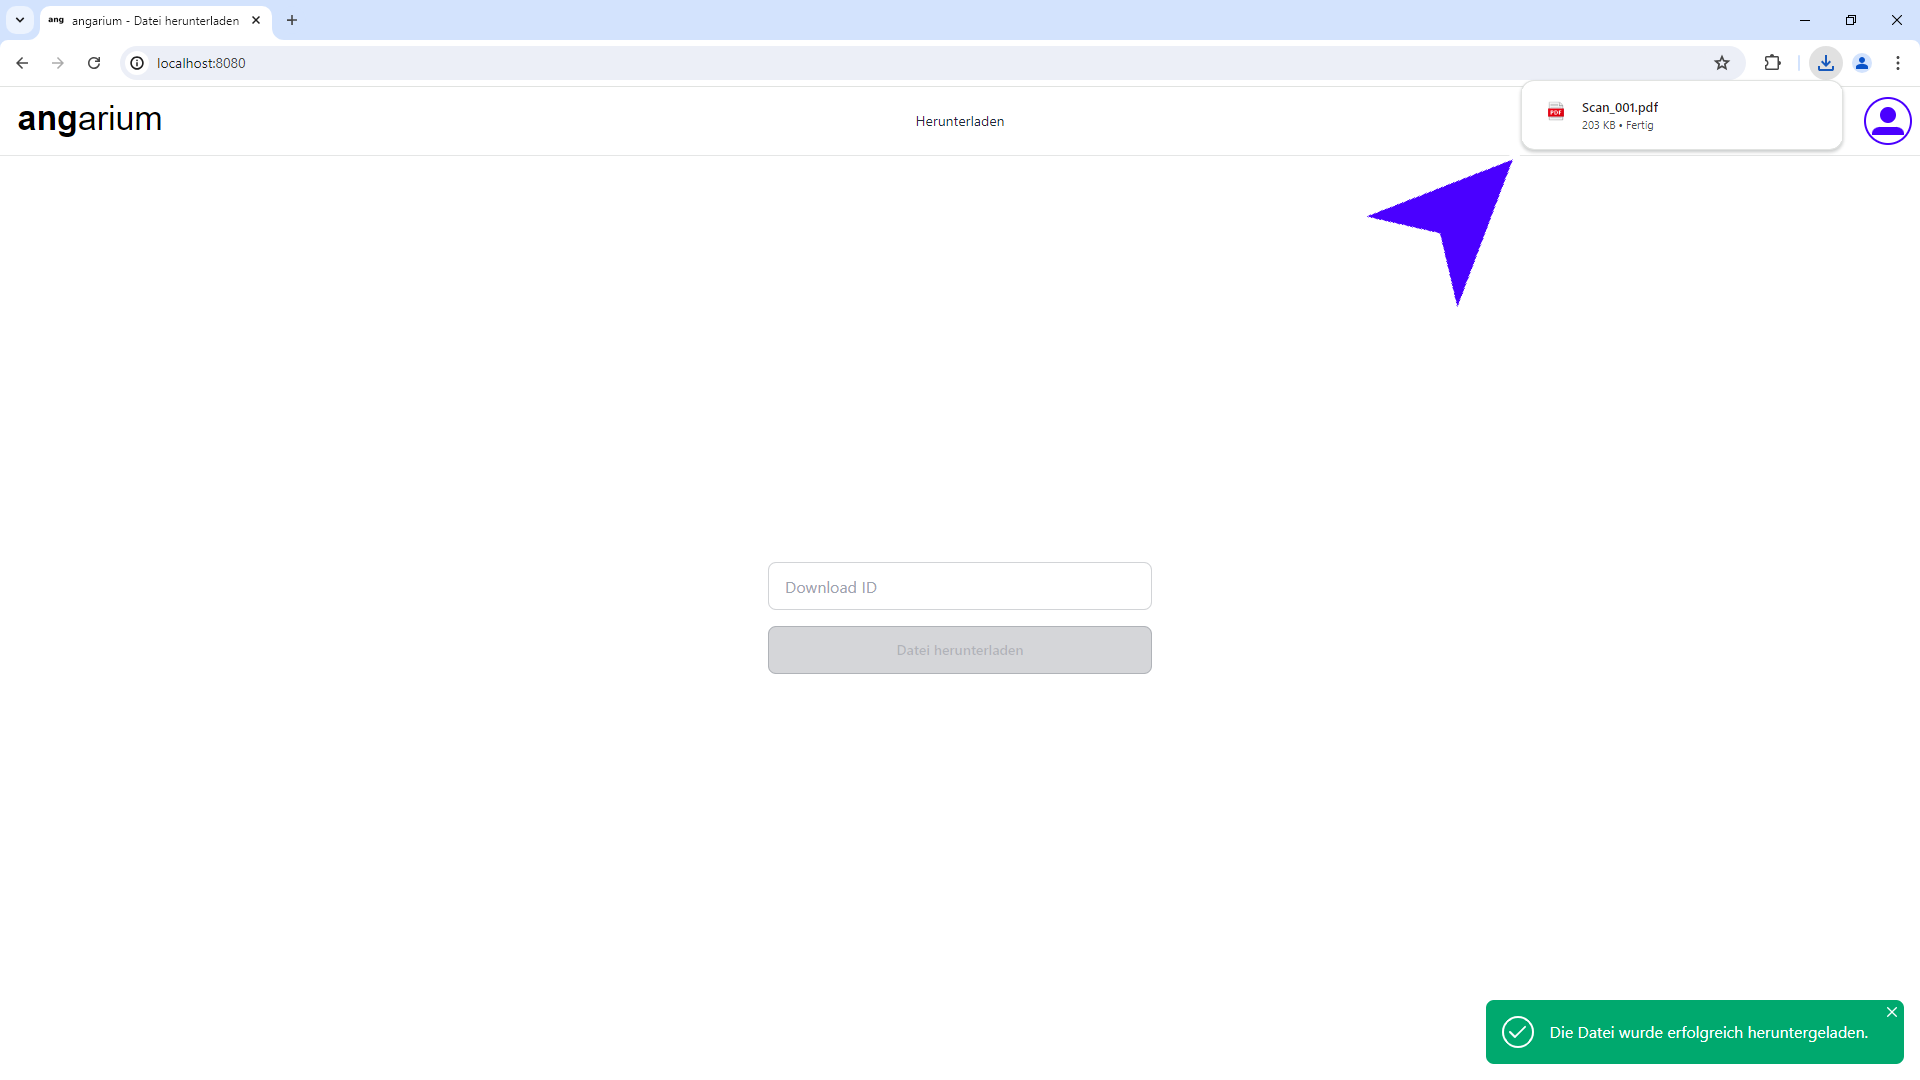 ang angarium - Datei herunterladen
localhost:8080
angarium
Herunterladen
PDF
Scan_001.pdf
203 KB • Fertig
Download ID
Datei herunterladen
Die Datei wurde erfolgreich heruntergeladen.